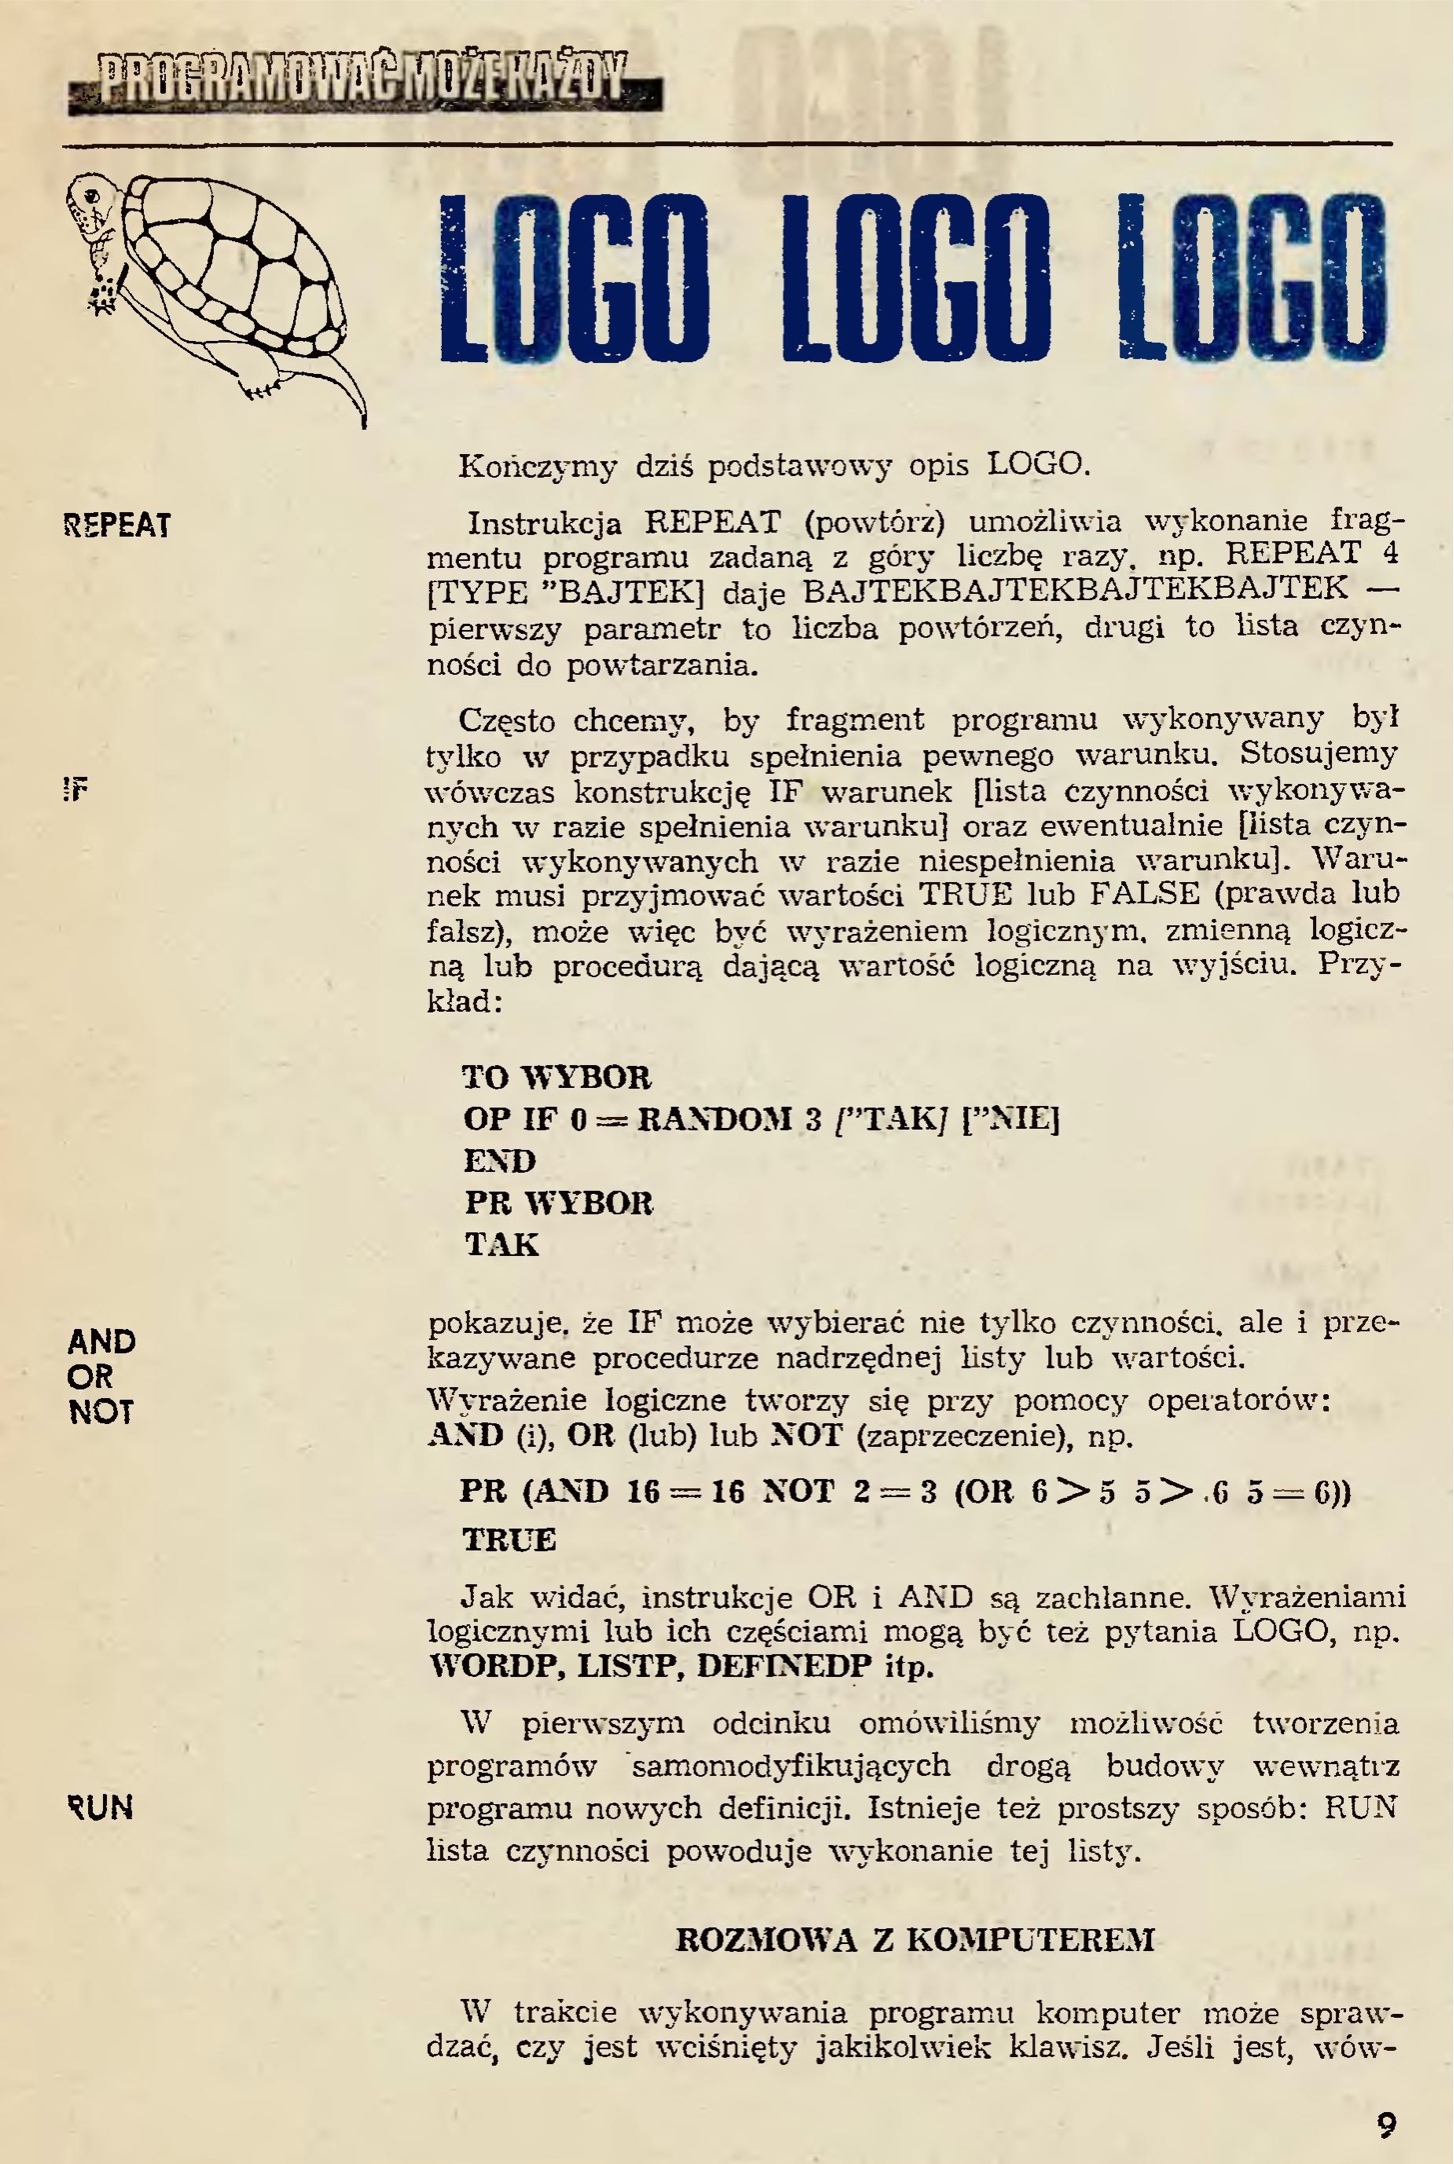 PROGRAMOWAĆ MOŻE KAŻDY
LOGO LOGO LOGO
Kończymy dziś podstawowy opis LOGO.
REPEAT
Instrukcja REPEAT (powtórz) umożliwia wykonanie frag-
mentu programu zadaną z góry liczbę razy, np. REPEAT 4
[TYPE ”BAJTEK] daje BAJTEKBAJTEKBAJTEKBAJTEK —
pierwszy parametr to liczba powtórzeń, drugi to lista czyn-
ności do powtarzania.
Często chcemy, by fragment programu wykonywany był
tylko w przypadku spełnienia pewnego warunku. Stosujemy
IF
wówczas konstrukcję IF warunek [lista czynności wykonywa-
nych w razie spełnienia warunku] oraz ewentualnie [lista czyn-
ności wykonywanych w razie niespełnienia warunku]. Waru-
nek musi przyjmować wartości TRUE lub FALSE (prawda lub
fałsz), może więc być wyrażeniem logicznym, zmienną logicz-
ną lub procedurą dającą wartość logiczną na wyjściu. Przy-
kład:
TO WYBOR
OP IF 0 = RANDOM 3 [”TAK] [”NIE]
END
PR WYBOR
TAK
pokazuje, że IF może wybierać nie tylko czynności, ale i prze-
kazywane procedurze nadrzędnej listy lub wartości.
AND
OR
NOT
Wyrażenie logiczne tworzy się przy pomocy operatorów:
AND (i), OR (lub) lub NOT (zaprzeczenie), np.
PR (AND 16 = 16 NOT 2 = 3 (OR 6 > 5 5 > .6 5 = 6))
TRUE
Jak widać, instrukcje OR i AND są zachłanne. Wyrażeniami
logicznymi lub ich częściami mogą być też pytania LOGO, np.
WORDP, LISTP, DEFINEDP itp.
W pierwszym odcinku omówiliśmy możliwość tworzenia
programów samomodyfikujących drogą budowy wewnątrz
RUN
programu nowych definicji. Istnieje też prostszy sposób: RUN
lista czynności powoduje wykonanie tej listy.
ROZMOWA Z KOMPUTEREM
W trakcie wykonywania programu komputer może spraw-
dzać, czy jest wciśnięty jakikolwiek klawisz. Jeśli jest, wów-
9